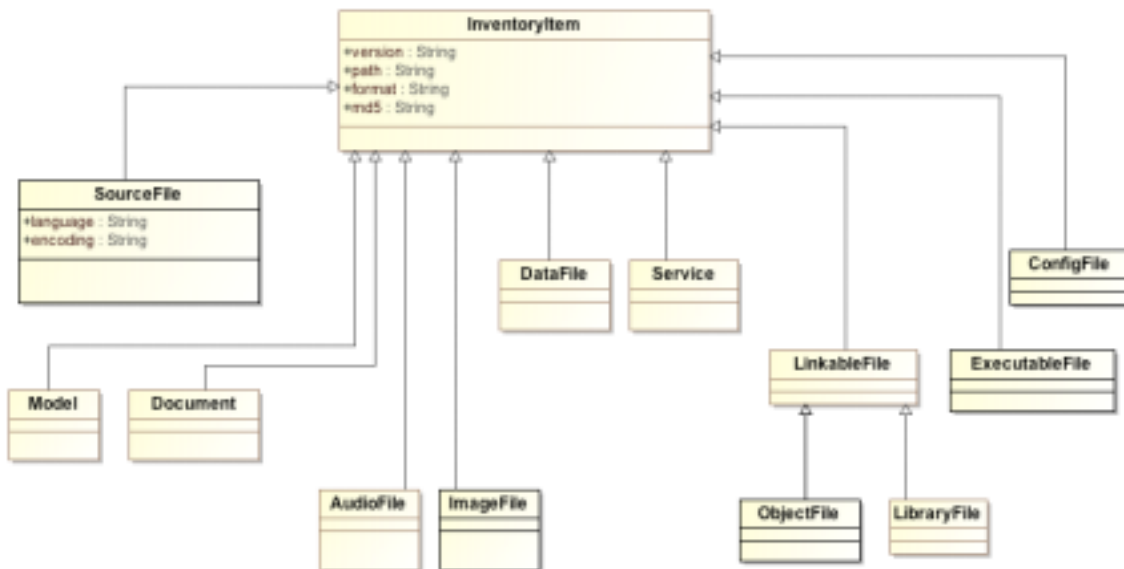 InventoryItem
+version : String
+path : String
+format : String
+md5 : String
SourceFile
+language : String
+encoding : String
DataFile
Service
ConfigFile
LinkableFile
ExecutableFile
Model
Document
AudioFile
ImageFile
ObjectFile
LibraryFile